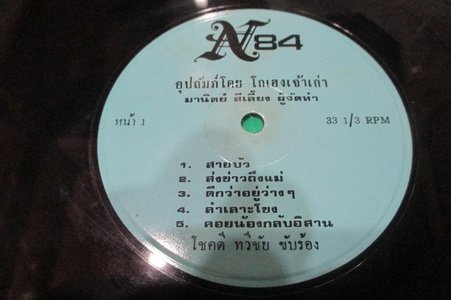 N84
อุปถัมภ์โดย โกเฮงเจ้าเก่า
มานิตย์ สีเลี้ยง ผู้จัดทำ
หน้า 1
33 1/3 RPM
1. สายบัว
2. ส่งข่าวถึงแม่
3. ดีกว่าอยู่ว่างๆ
4. ลำเลาะโขง
5. คอยน้องกลับอิสาน
โชคดี ทวีชัย ขับร้อง